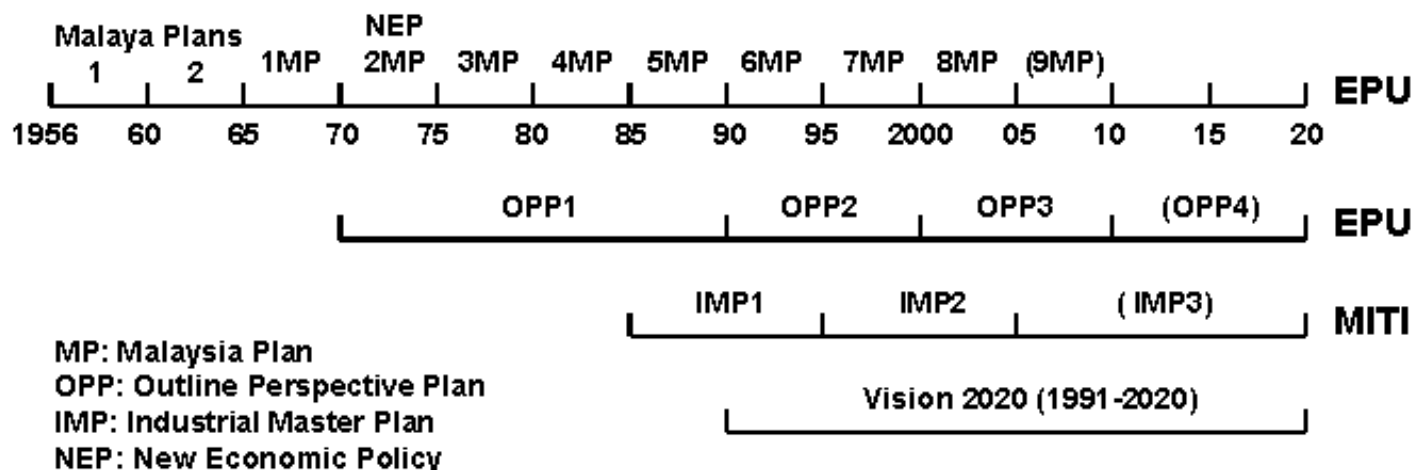 NEP
Malaya Plans
1 2 1MP 2MP 3MP 4MP 5MP 6MP 7MP 8MP (9MP)
EPU
1956 60 65 70 75 80 85 90 95 2000 05 10 15 20
OPP1 OPP2 OPP3 (OPP4) EPU
IMP1 IMP2 ( IMP3) MITI
MP: Malaysia Plan
OPP: Outline Perspective Plan
IMP: Industrial Master Plan
NEP: New Economic Policy
Vision 2020 (1991-2020)